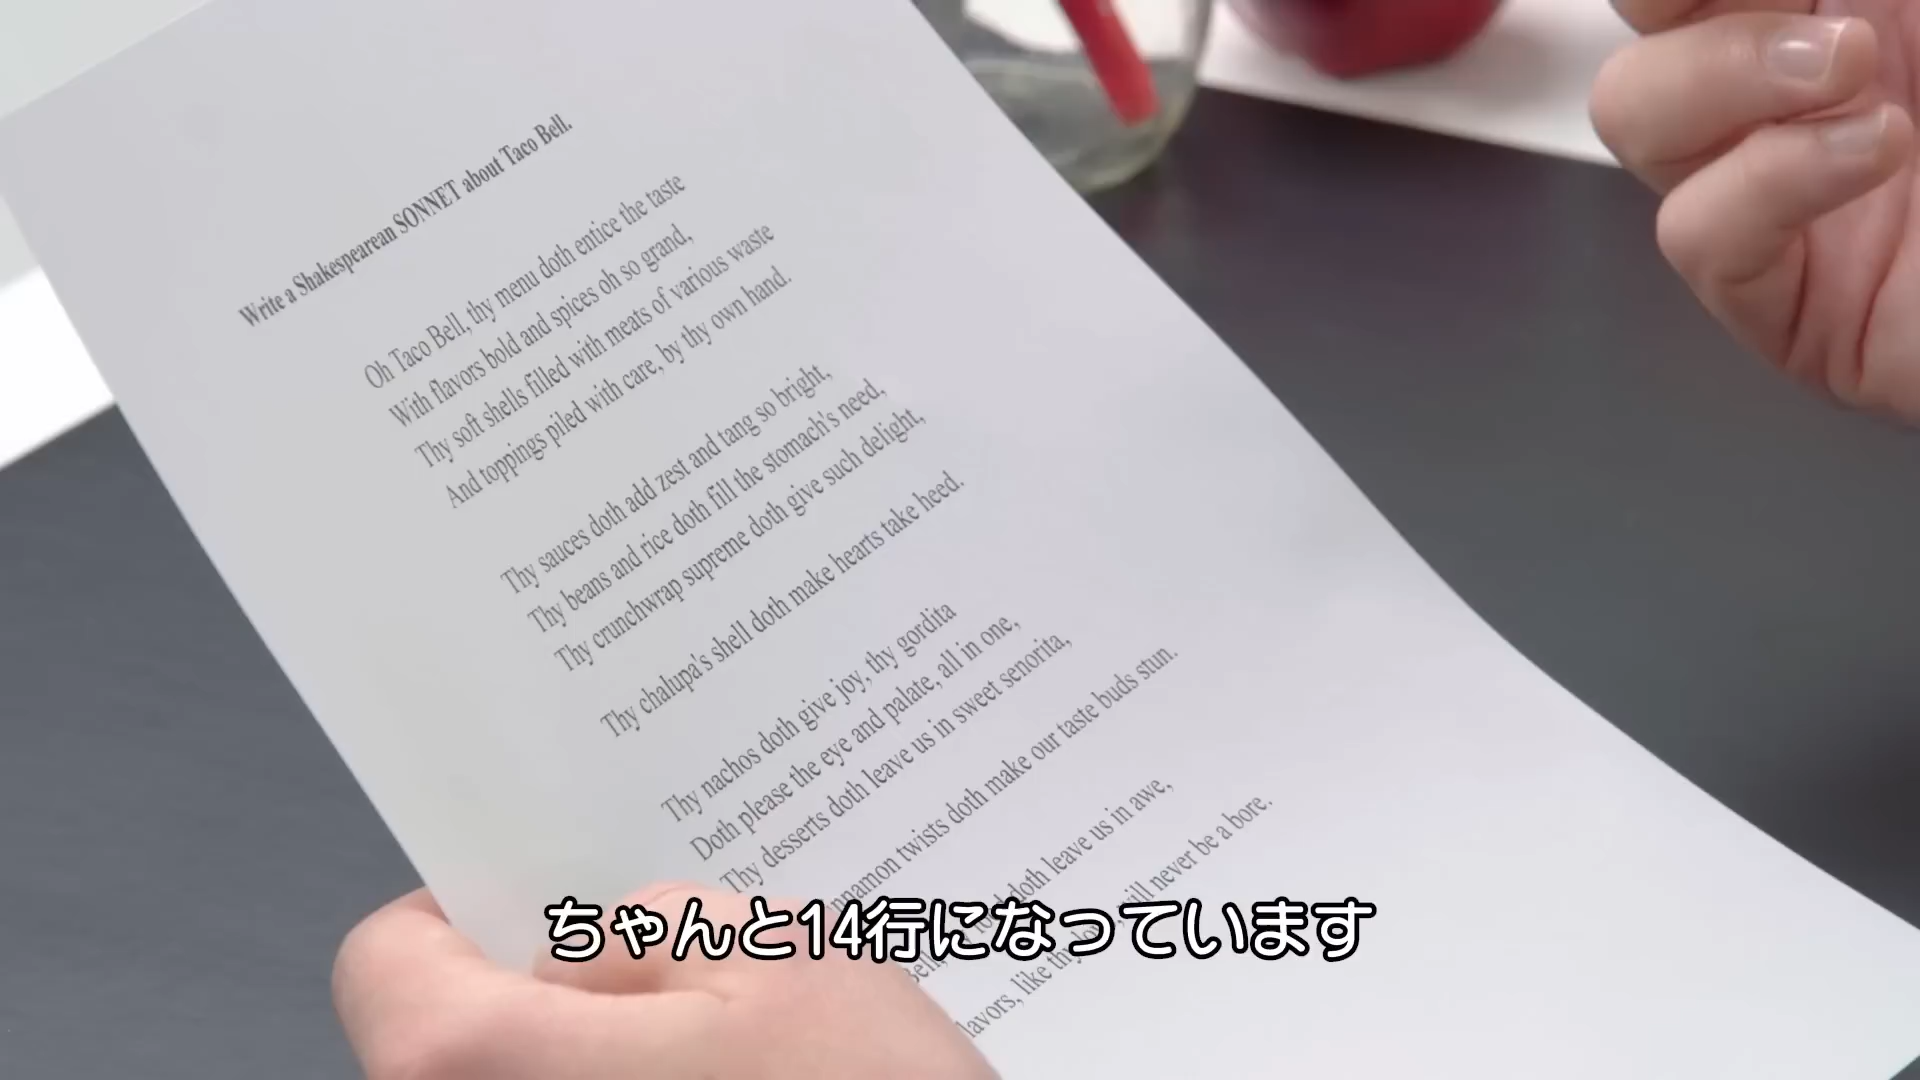 Write a Shakespearean SONNET about Taco Bell.
Oh Taco Bell, thy menu doth entice the taste
With flavors bold and spices oh so grand,
Thy soft shells filled with meats of various waste
And toppings piled with care, by thy own hand.
Thy sauces doth add zest and tang so bright,
Thy beans and rice doth fill the stomach's need,
Thy crunchwrap supreme doth give such delight,
Thy chalupa's shell doth make hearts take heed.
Thy nachos doth give joy, thy gordita
Doth please the eye and palate, all in one,
Thy desserts doth leave us in sweet senorita,
twists doth make our taste buds stun.
Bell, doth leave us in awe,
like never be a bore.
ちゃんと14行になっています